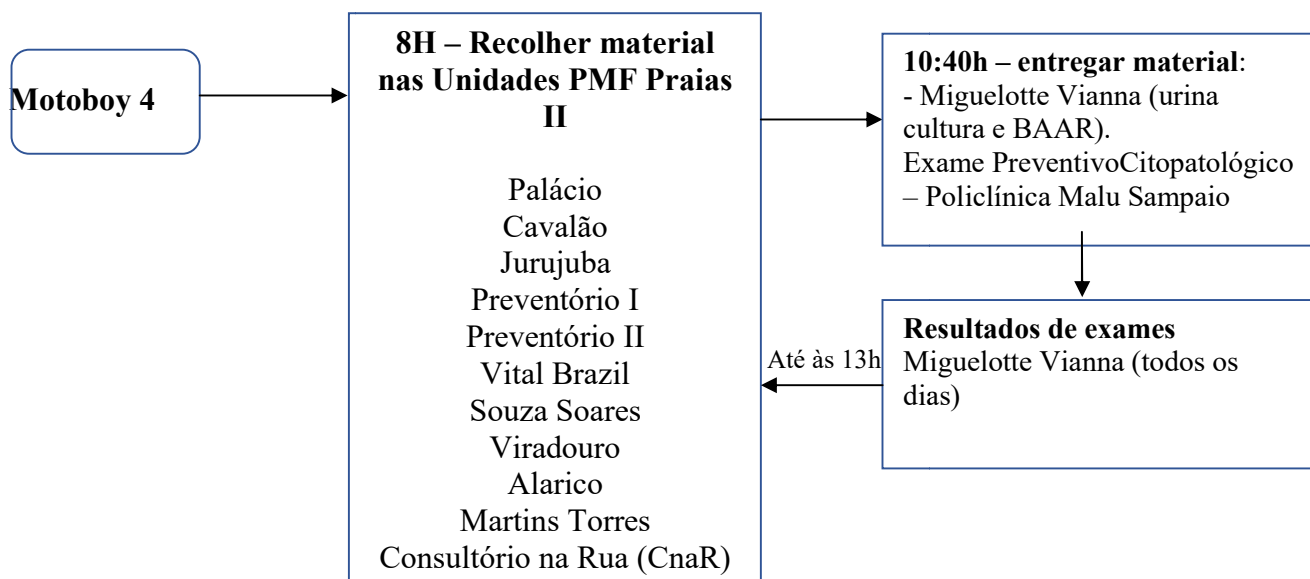 Motoboy 4
8H – Recolher material
nas Unidades PMF Praias
II
Palácio
Cavalão
Jurujuba
Preventório I
Preventório II
Vital Brazil
Souza Soares
Viradouro
Alarico
Martins Torres
Consultório na Rua (CnaR)
10:40h – entregar material:
- Miguelotte Vianna (urina
cultura e BAAR).
Exame PreventivoCitopatológico
– Policlínica Malu Sampaio
Resultados de exames
Miguelotte Vianna (todos os
dias)
Até às 13h